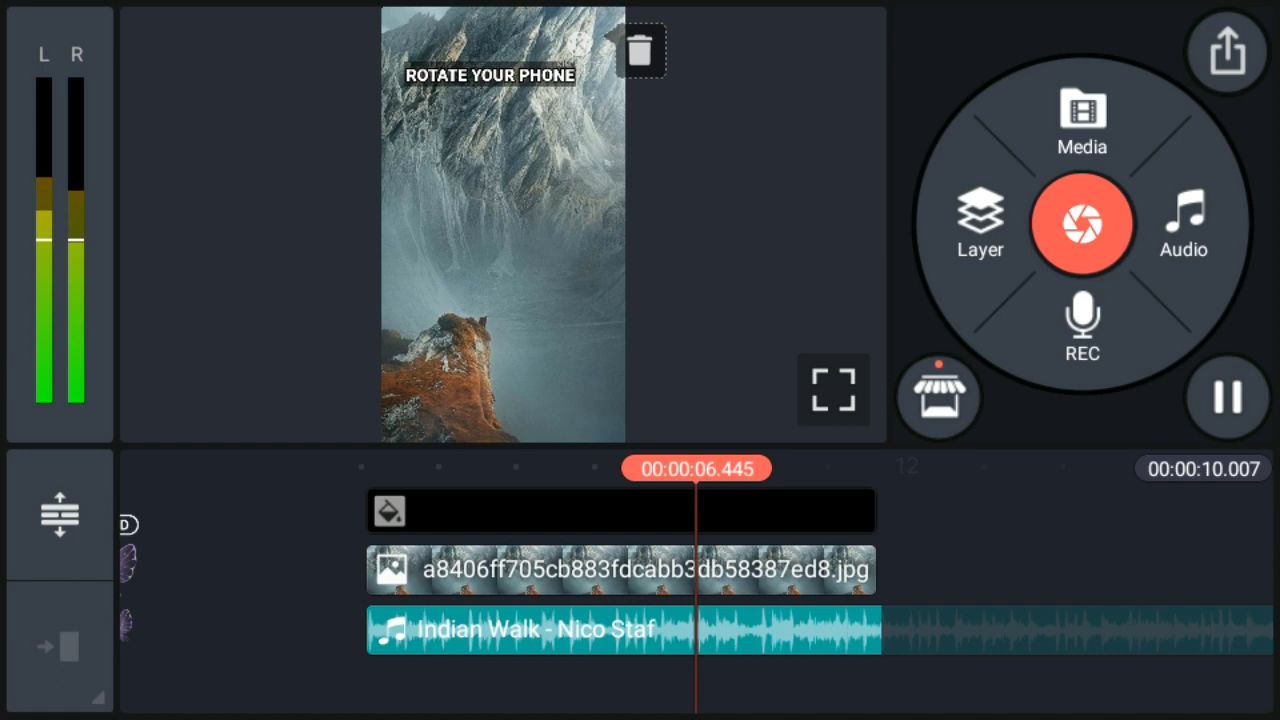 L R
ROTATE YOUR PHONE
Media
Layer
Audio
REC
00:00:06.445
12
00:00:10.007
D
a8406ff705cb883fdcabb3db58387ed8.jpg
Indian Walk - Nico Staf